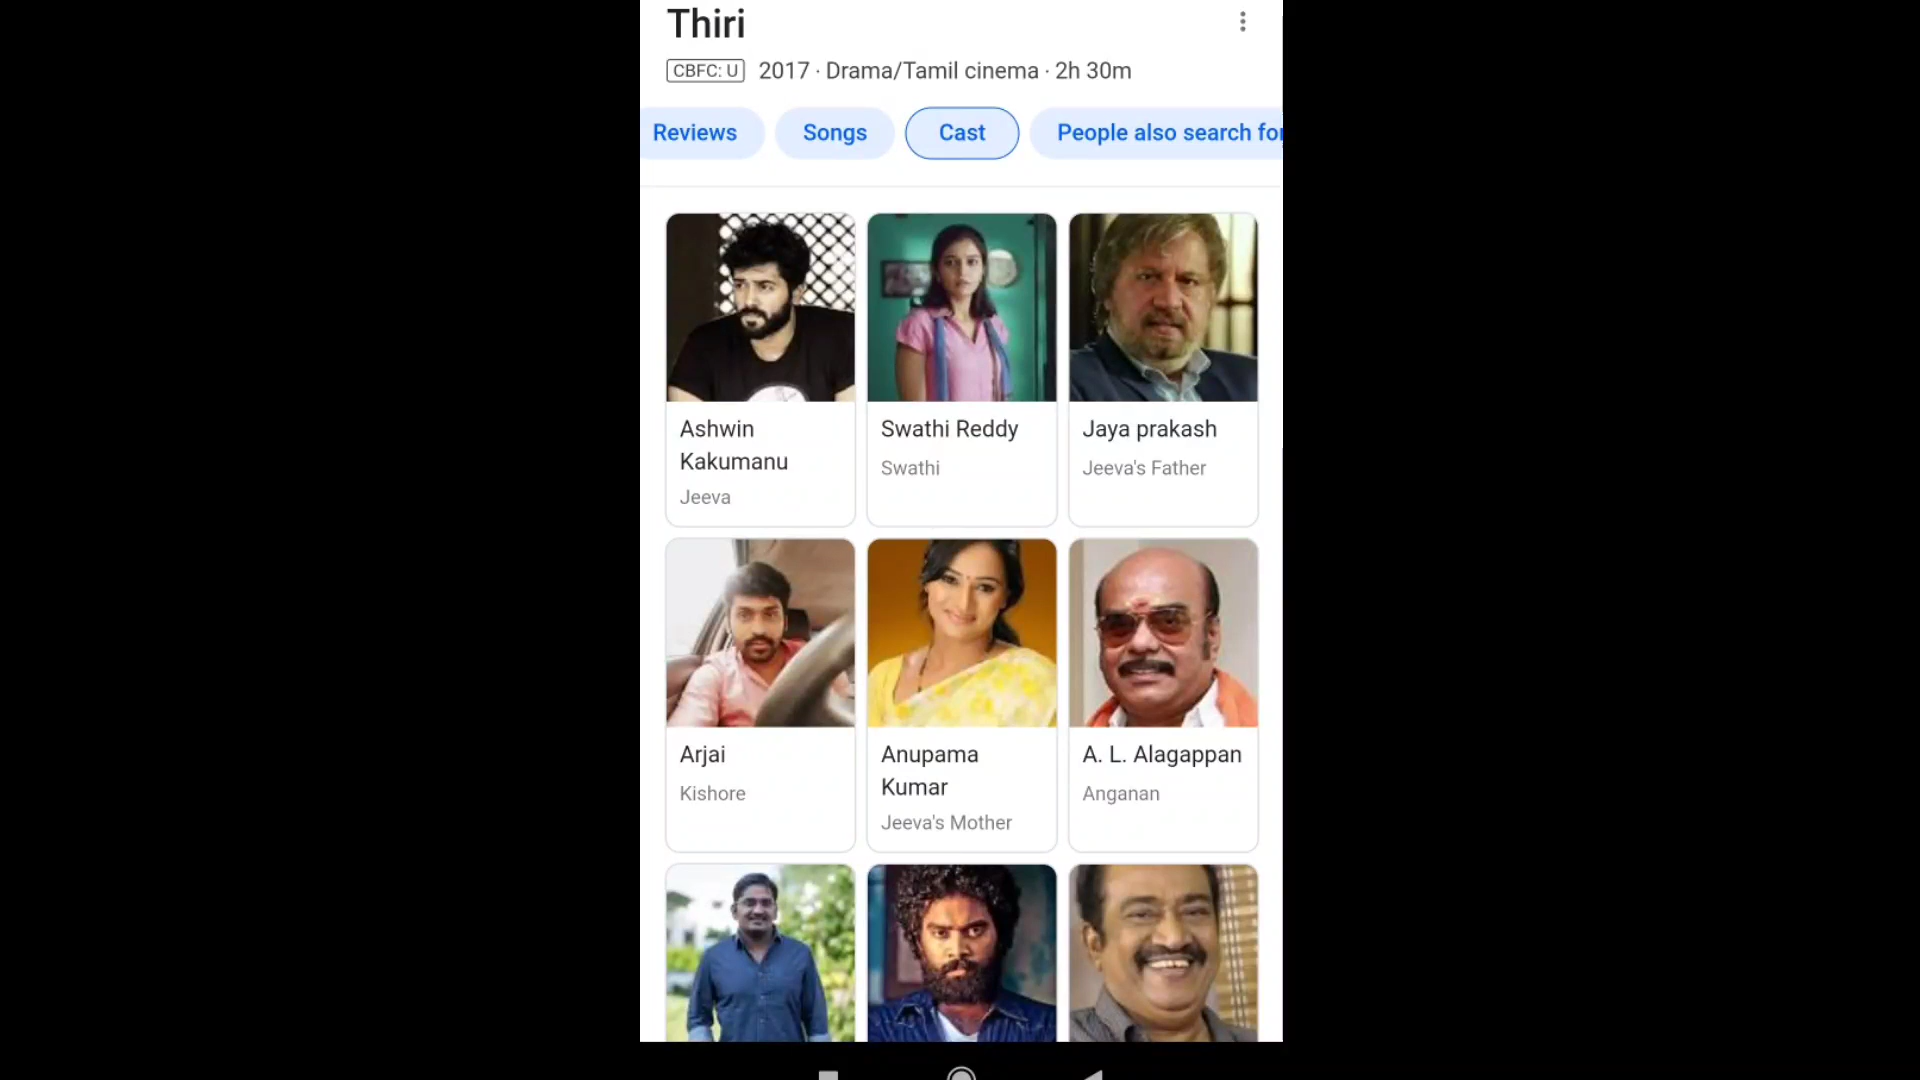 Thiri
CBFC: U 2017 · Drama/Tamil cinema · 2h 30m
Reviews Songs Cast People also search for
Ashwin
Kakumanu
Jeeva
Swathi Reddy
Swathi
Jaya prakash
Jeeva's Father
Arjai
Kishore
Anupama
Kumar
Jeeva's Mother
A. L. Alagappan
Anganan